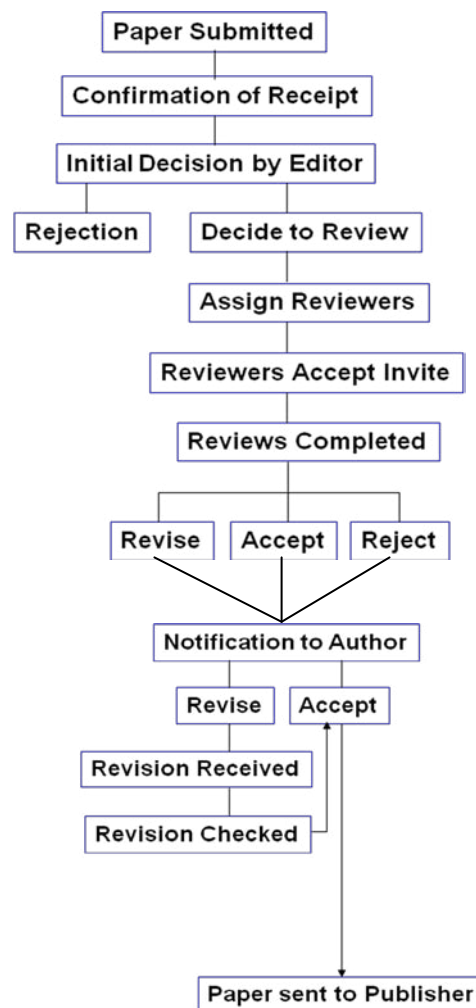 Paper Submitted
Confirmation of Receipt
Initial Decision by Editor
Rejection
Decide to Review
Assign Reviewers
Reviewers Accept Invite
Reviews Completed
Revise
Accept
Reject
Notification to Author
Revise
Accept
Revision Received
Revision Checked
Paper sent to Publisher